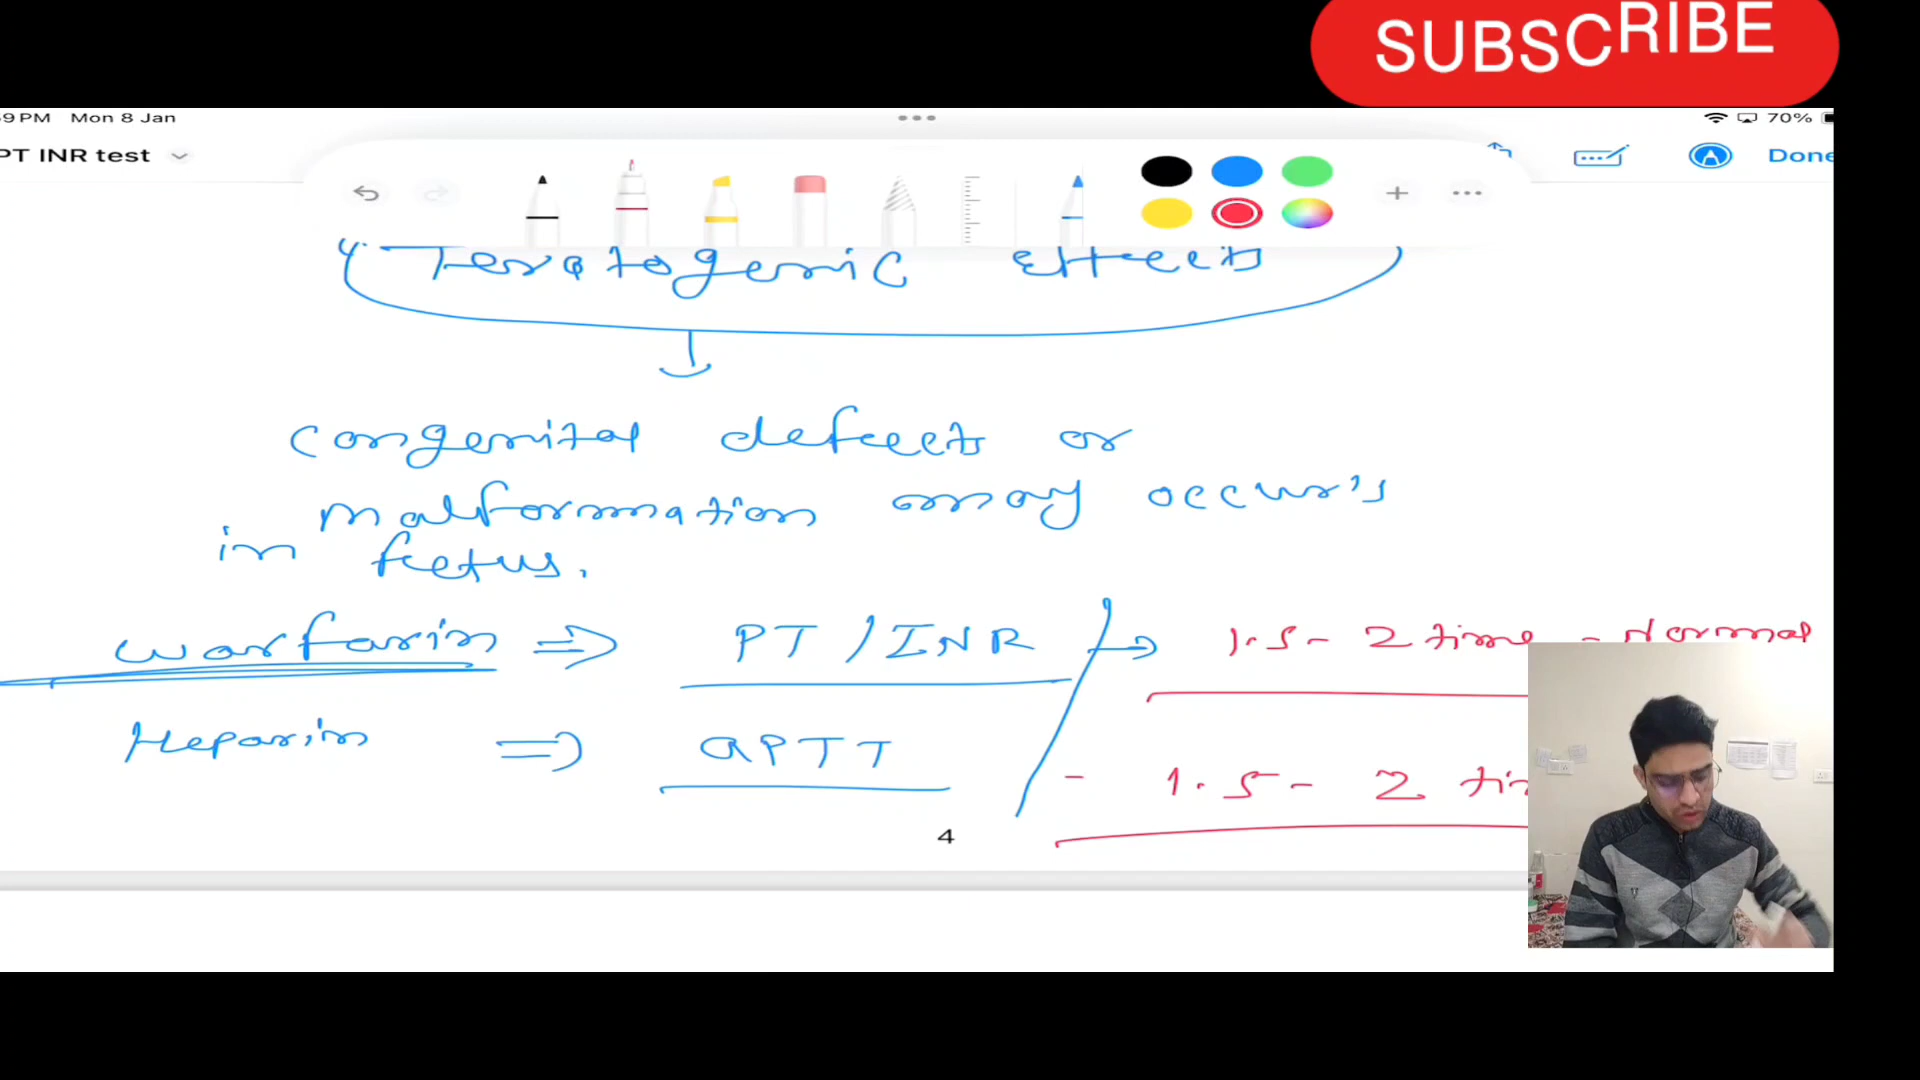 SUBSCRIBE
9 PM Mon 8 Jan
70%
PT INR test
Done
" Teratogenic effects
congenital defects or
malformation may occur's
in fetus.
warfarin ⇒ PT / INR → 1.5 - 2 time - Normal
Heparin ⇒ aPTT - 1.5 - 2 tim
4